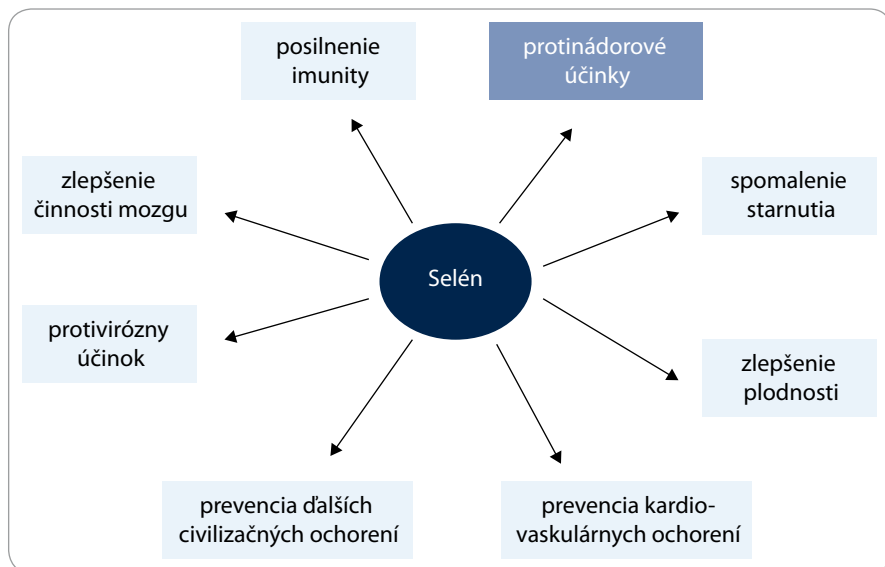 posilnenie
imunity
protinádorové
účinky
zlepšenie
činnosti mozgu
spomalenie
starnutia
Selén
protivirózny
účinok
zlepšenie
plodnosti
prevencia ďalších
civilizačných ochorení
prevencia kardio-
vaskulárnych ochorení